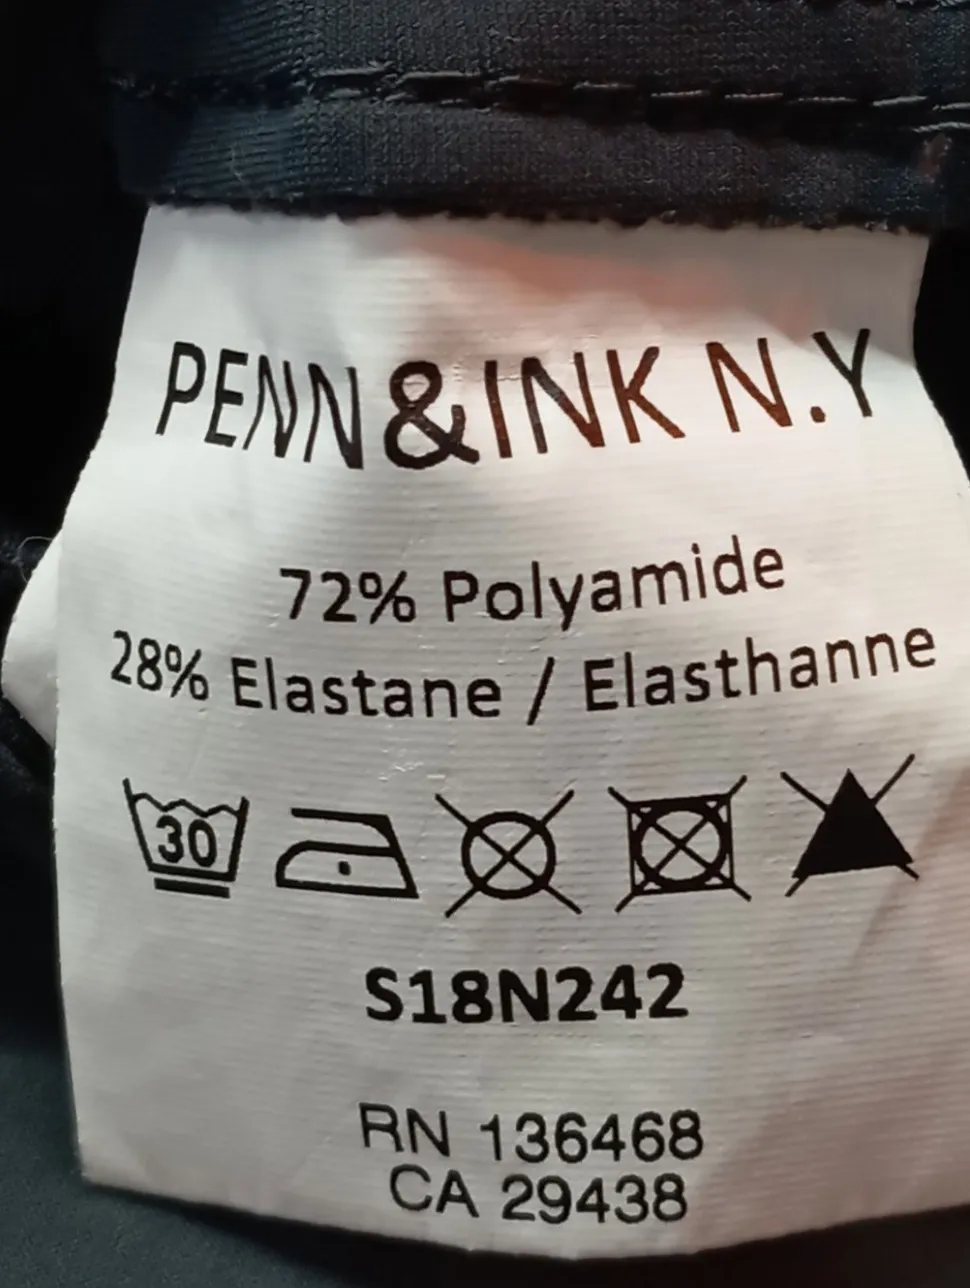 PENN&INK N.Y
72% Polyamide
28% Elastane / Elasthanne
30
S18N242
RN 136468
CA 29438